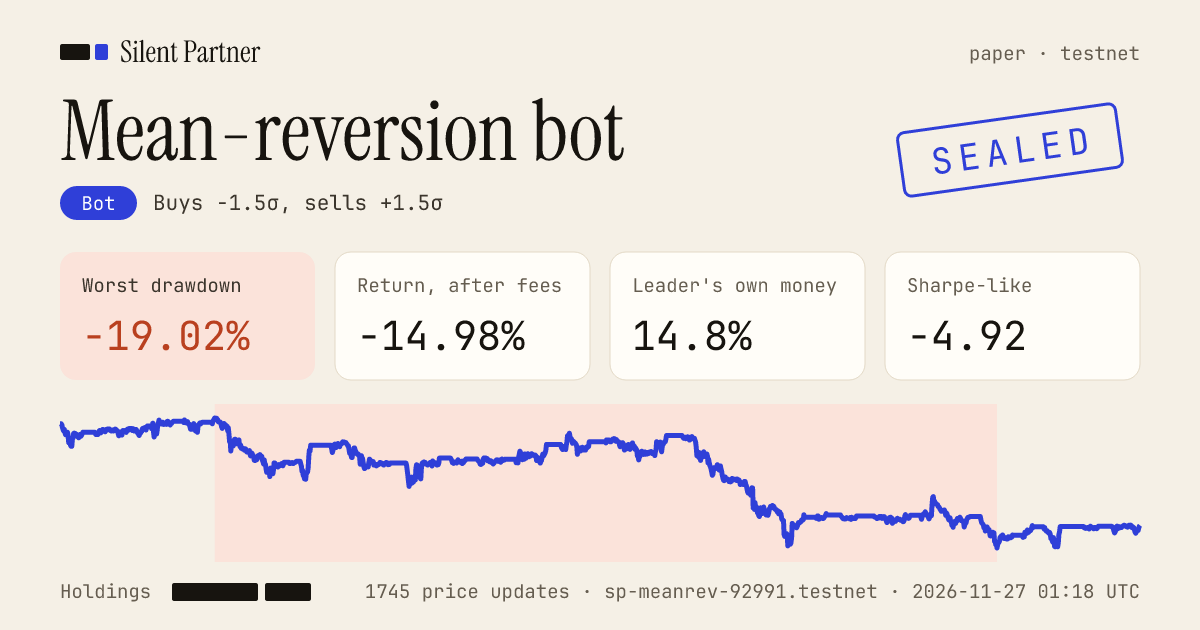 Silent Partner
paper · testnet
Mean-reversion bot
SEALED
Bot
Buys -1.5σ, sells +1.5σ
Worst drawdown
-19.02%
Return, after fees
-14.98%
Leader's own money
14.8%
Sharpe-like
-4.92
Holdings
1745 price updates · sp-meanrev-92991.testnet · 2026-11-27 01:18 UTC